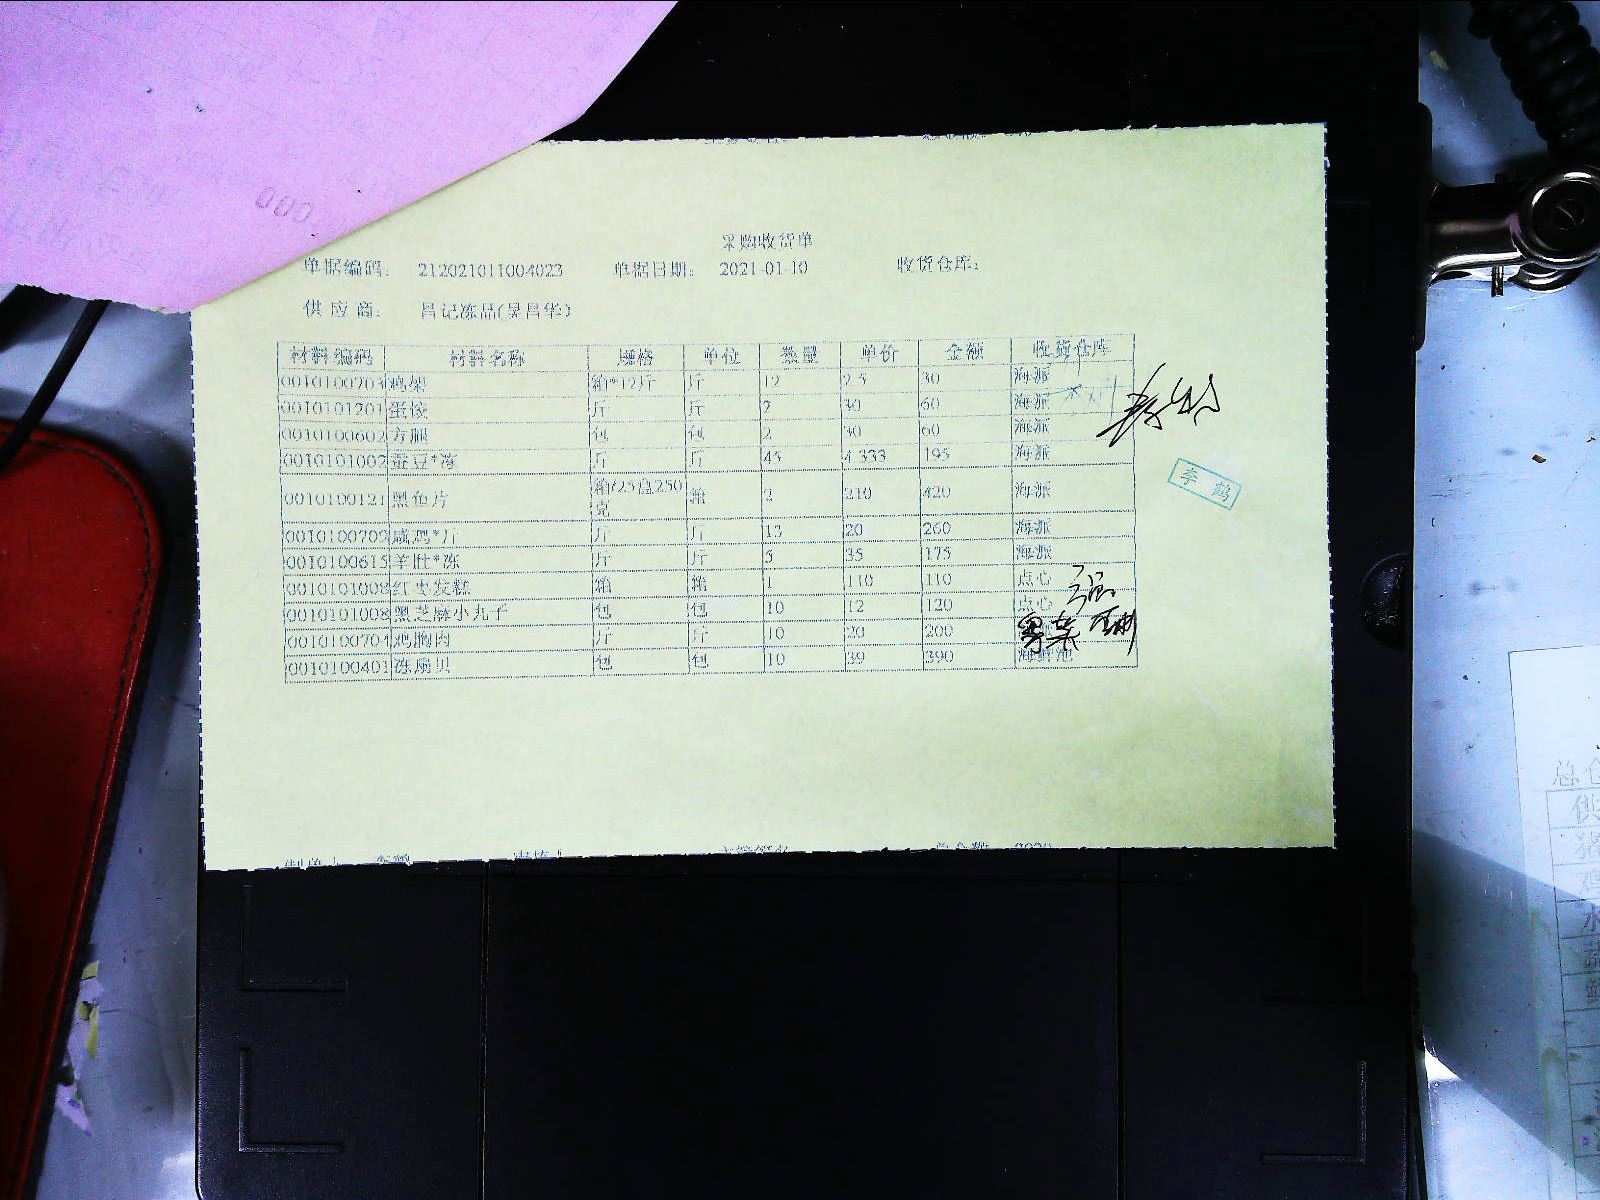 采购收货单
单据编码： 212021011004023 单据日期： 2021-01-10 收货仓库：
供应商： 昌记冻品(吴昌华)
材料编码 材料名称 规格 单位 数量 单价 金额 收货仓库
箱*12斤 斤 12 2.5 30 海派
0010101201 蛋饺 斤 斤 2 30 60 海派
0010100602 方腿 包 包 2 30 60 海派
0010101002 蚕豆*冻 斤 斤 45 4.333 195 海派
0010100121 黑鱼片 箱/25盒250克 箱 2 210 420 海派
0010100702 咸鸡*斤 斤 斤 13 20 260 海派
0010100615 羊肚*冻 斤 斤 5 35 175 海派
0010101008 红枣发糕 箱 箱 1 110 110 点心
0010101008 黑芝麻小丸子 包 包 10 12 120 点心
0010100704 鸡胸肉 斤 斤 10 20 200
0010100401 冻扇贝 包 包 10 39 390 海鲜池
李鹤